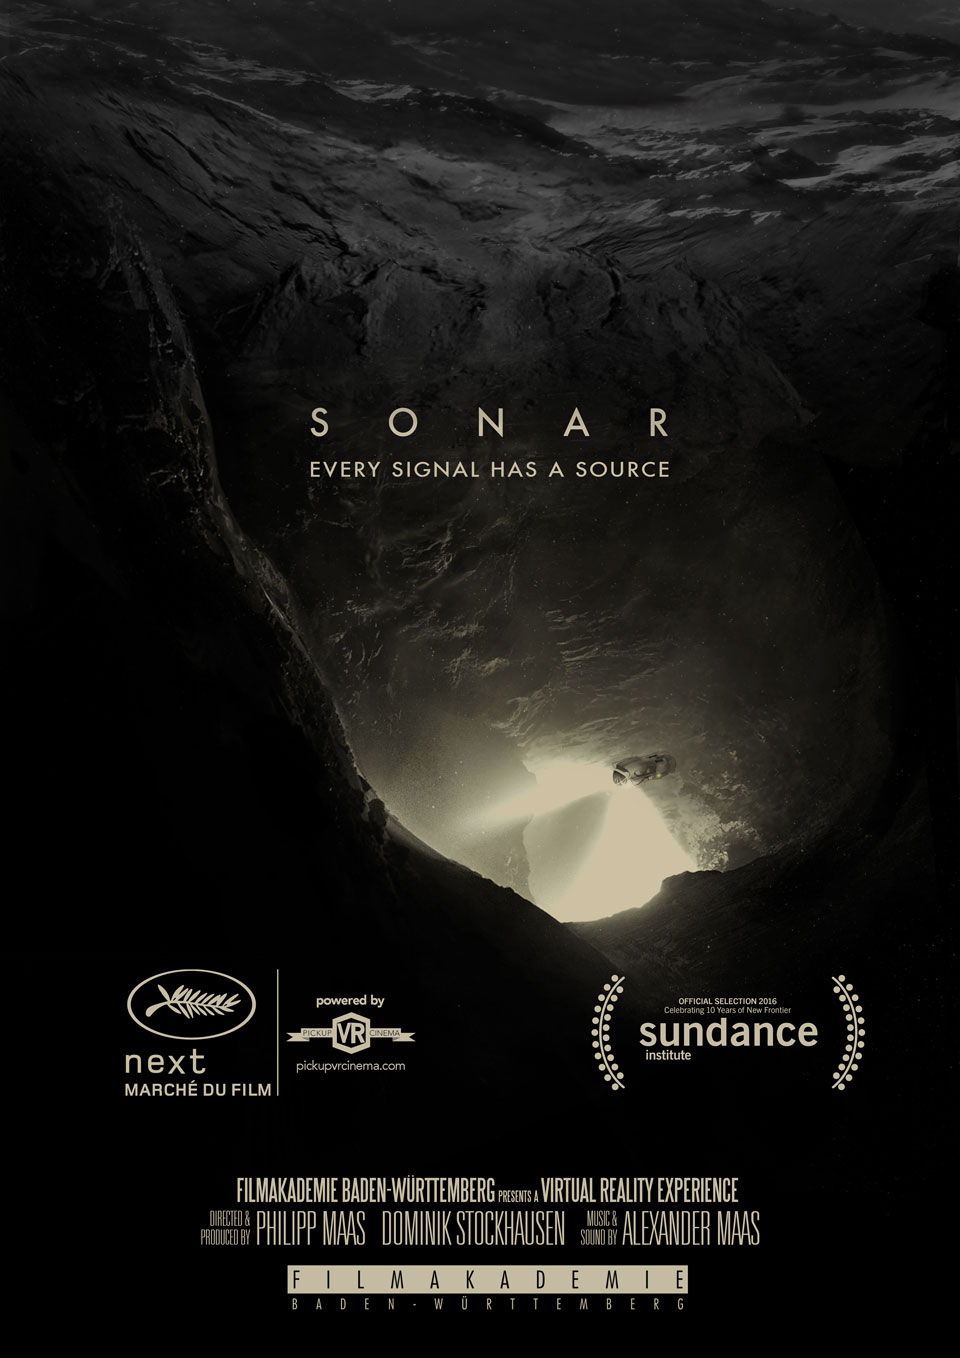 SONAR
EVERY SIGNAL HAS A SOURCE
next
MARCHÉ DU FILM
powered by
PICKUP VR CINEMA
pickupvrcinema.com
OFFICIAL SELECTION 2016
Celebrating 10 Years of New Frontier
sundance
institute
FILMAKADEMIE BADEN-WÜRTTEMBERG PRESENTS A VIRTUAL REALITY EXPERIENCE
DIRECTED & PRODUCED BY PHILIPP MAAS DOMINIK STOCKHAUSEN MUSIC & SOUND BY ALEXANDER MAAS
FILMAKADEMIE
BADEN-WÜRTTEMBERG